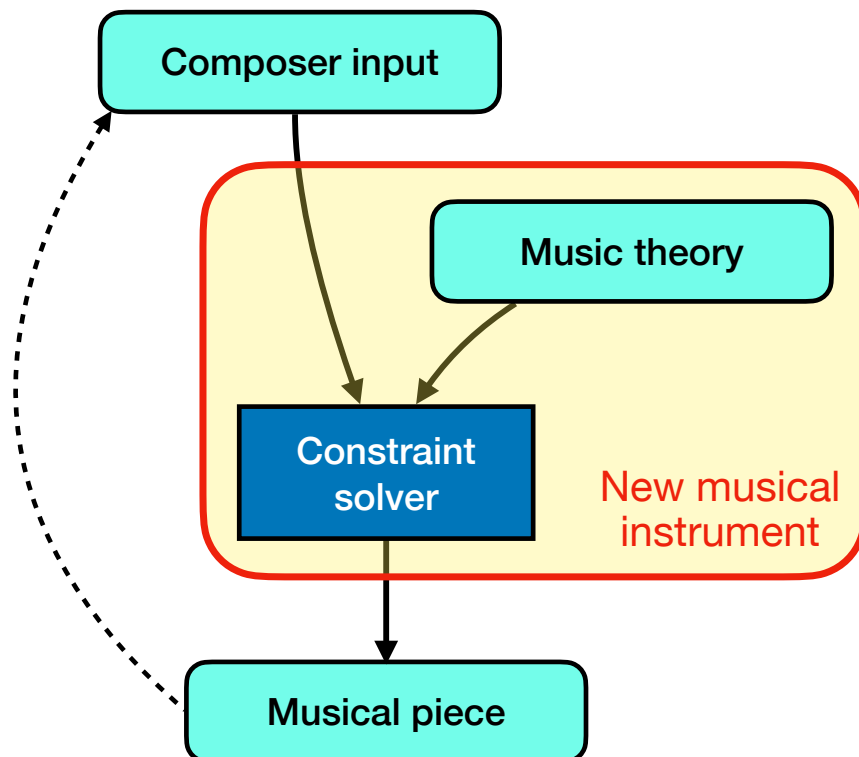 Composer input
Music theory
Constraint
solver
New musical
instrument
Musical piece